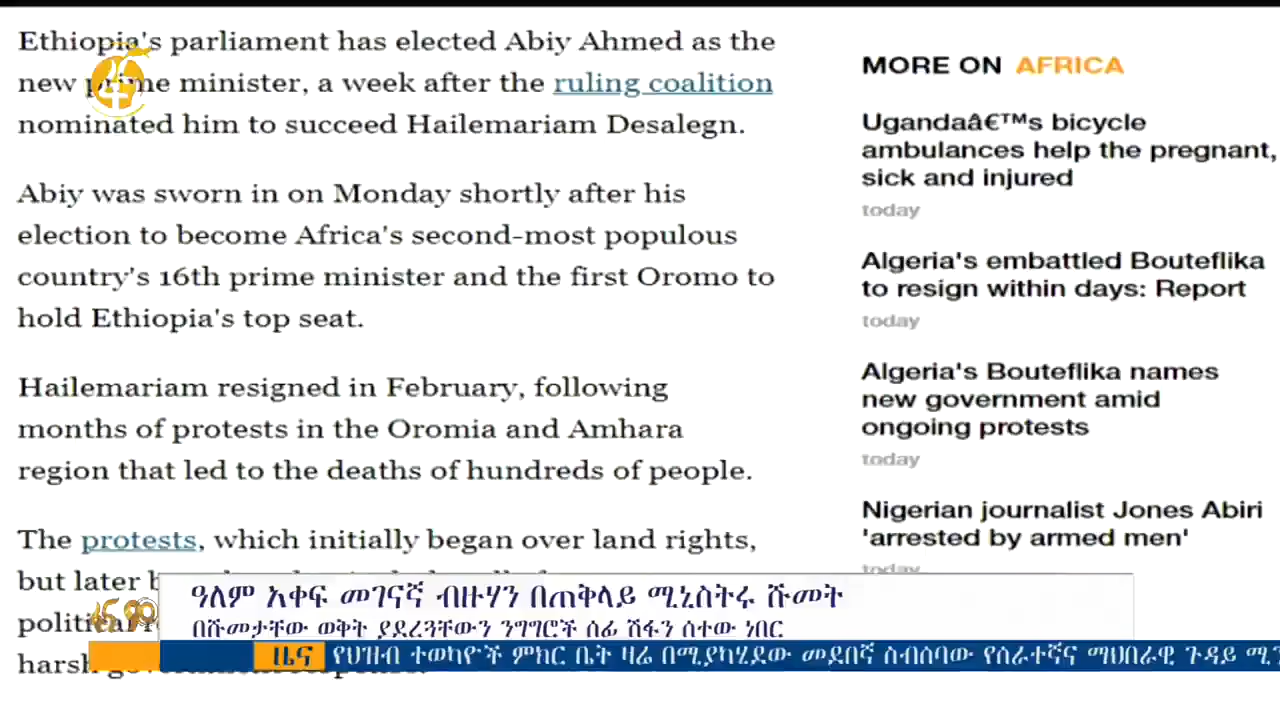 Ethiopia's parliament has elected Abiy Ahmed as the
new prime minister, a week after the ruling coalition
nominated him to succeed Hailemariam Desalegn.
Abiy was sworn in on Monday shortly after his
election to become Africa's second-most populous
country's 16th prime minister and the first Oromo to
hold Ethiopia's top seat.
Hailemariam resigned in February, following
months of protests in the Oromia and Amhara
region that led to the deaths of hundreds of people.
The protests, which initially began over land rights,
but later
harsh
MORE ON AFRICA
Ugandaâ€™s bicycle
ambulances help the pregnant,
sick and injured
today
Algeria's embattled Bouteflika
to resign within days: Report
today
Algeria's Bouteflika names
new government amid
ongoing protests
today
Nigerian journalist Jones Abiri
'arrested by armed men'
today
ዓለም አቀፍ መገናኛ ብዙሃን በጠቅላይ ሚኒስትሩ ሹመት
በሹመታቸው ወቅት ያደረጓቸውን ንግግሮች ሰፊ ሽፋን ሰተው ነበር
ዜና የህዝብ ተወካዮች ምክር ቤት ዛሬ በሚያካሂደው መደበኛ ስብሰባው የሰራተኛና ማህበራዊ ጉዳይ